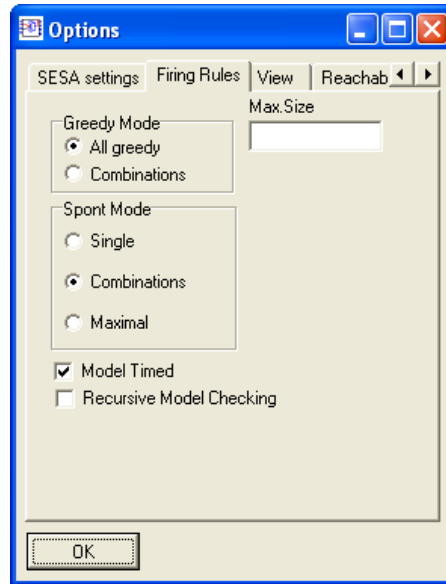 Options
SESA settings Firing Rules View Reachab
Greedy Mode
All greedy
Combinations
Max.Size
Spont Mode
Single
Combinations
Maximal
Model Timed
Recursive Model Checking
OK